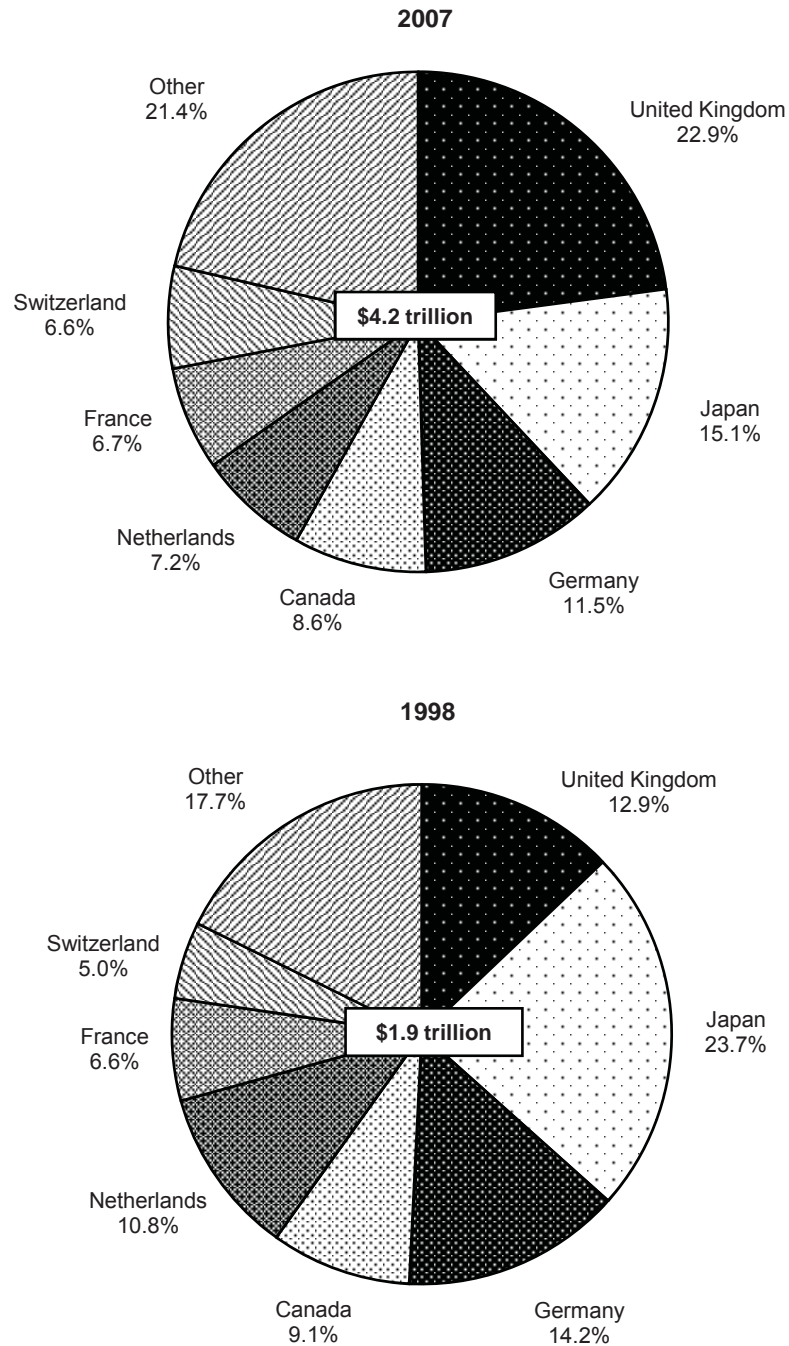 2007
Other
21.4%
United Kingdom
22.9%
Switzerland
6.6%
$4.2 trillion
France
6.7%
Japan
15.1%
Netherlands
7.2%
Canada
8.6%
Germany
11.5%
1998
Other
17.7%
United Kingdom
12.9%
Switzerland
5.0%
France
6.6%
$1.9 trillion
Japan
23.7%
Netherlands
10.8%
Canada
9.1%
Germany
14.2%